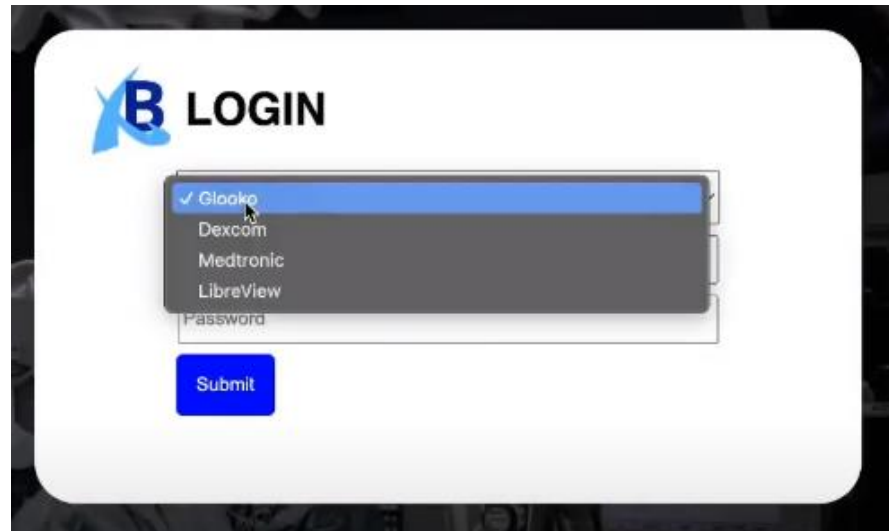 B LOGIN
✓ Glooko
Dexcom
Medtronic
LibreView
Password
Submit